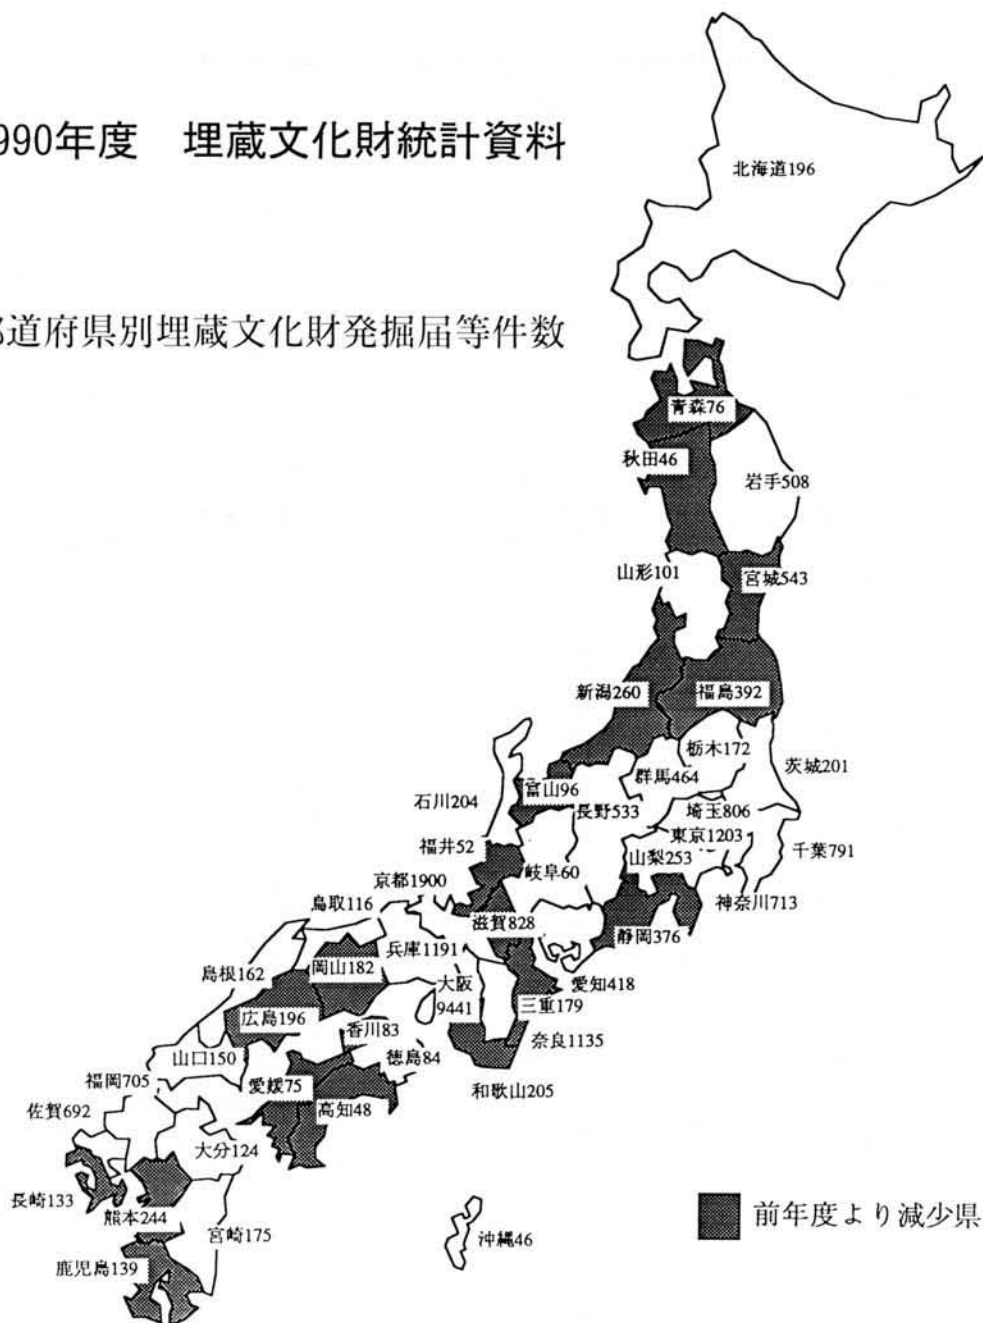 990年度　埋蔵文化財統計資料
道府県別埋蔵文化財発掘届等件数
北海道196
青森76
秋田46
岩手508
山形101
宮城543
新潟260
福島392
栃木172
群馬464
茨城201
富山96
石川204
長野533
埼玉806
東京1203
千葉791
福井52
岐阜60
山梨253
京都1900
神奈川713
鳥取116
滋賀828
静岡376
兵庫1191
岡山182
島根162
大阪
9441
愛知418
三重179
広島196
香川83
奈良1135
山口150
徳島84
福岡705
愛媛75
和歌山205
佐賀692
高知48
大分124
長崎133
熊本244
宮崎175
沖縄46
前年度より減少県
鹿児島139